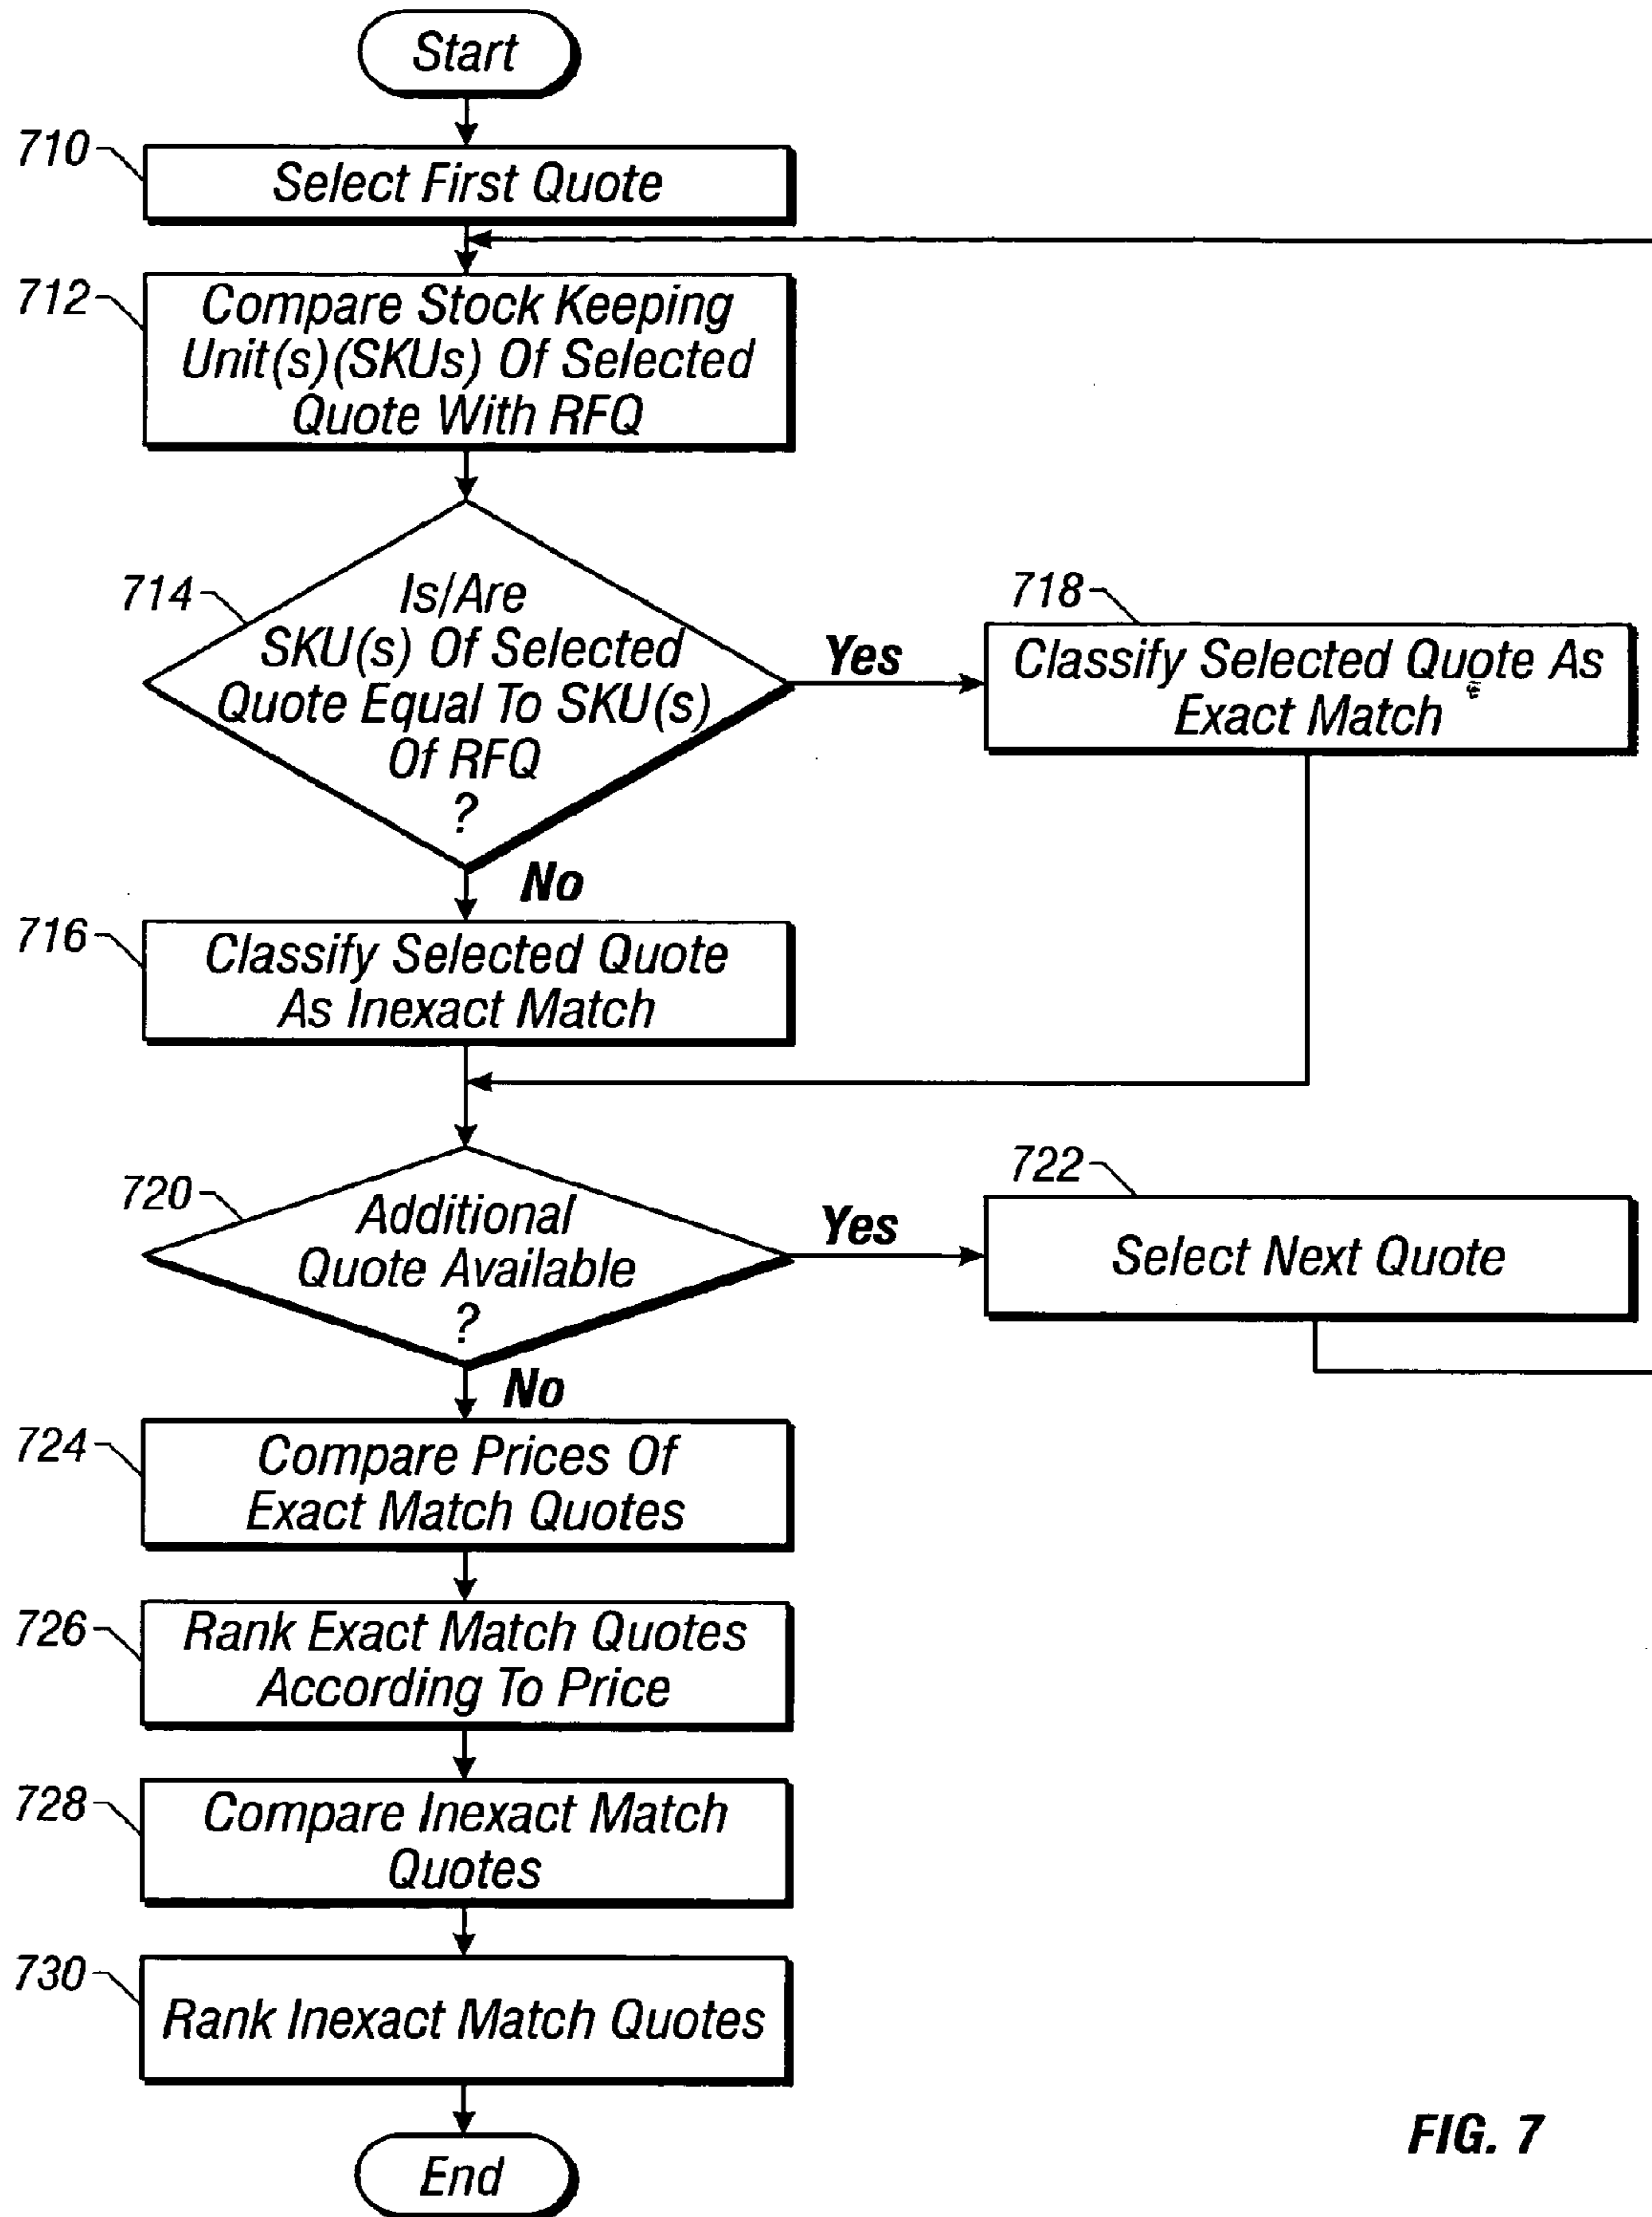 Start
710
Select First Quote
712
Compare Stock Keeping
Unit(s)(SKUs) Of Selected
Quote With RFQ
714
Is/Are
SKU(s) Of Selected
Quote Equal To SKU(s)
Of RFQ
?
Yes
718
Classify Selected Quote As
Exact Match
No
716
Classify Selected Quote
As Inexact Match
720
Additional
Quote Available
?
Yes
722
Select Next Quote
No
724
Compare Prices Of
Exact Match Quotes
726
Rank Exact Match Quotes
According To Price
728
Compare Inexact Match
Quotes
730
Rank Inexact Match Quotes
End
FIG. 7